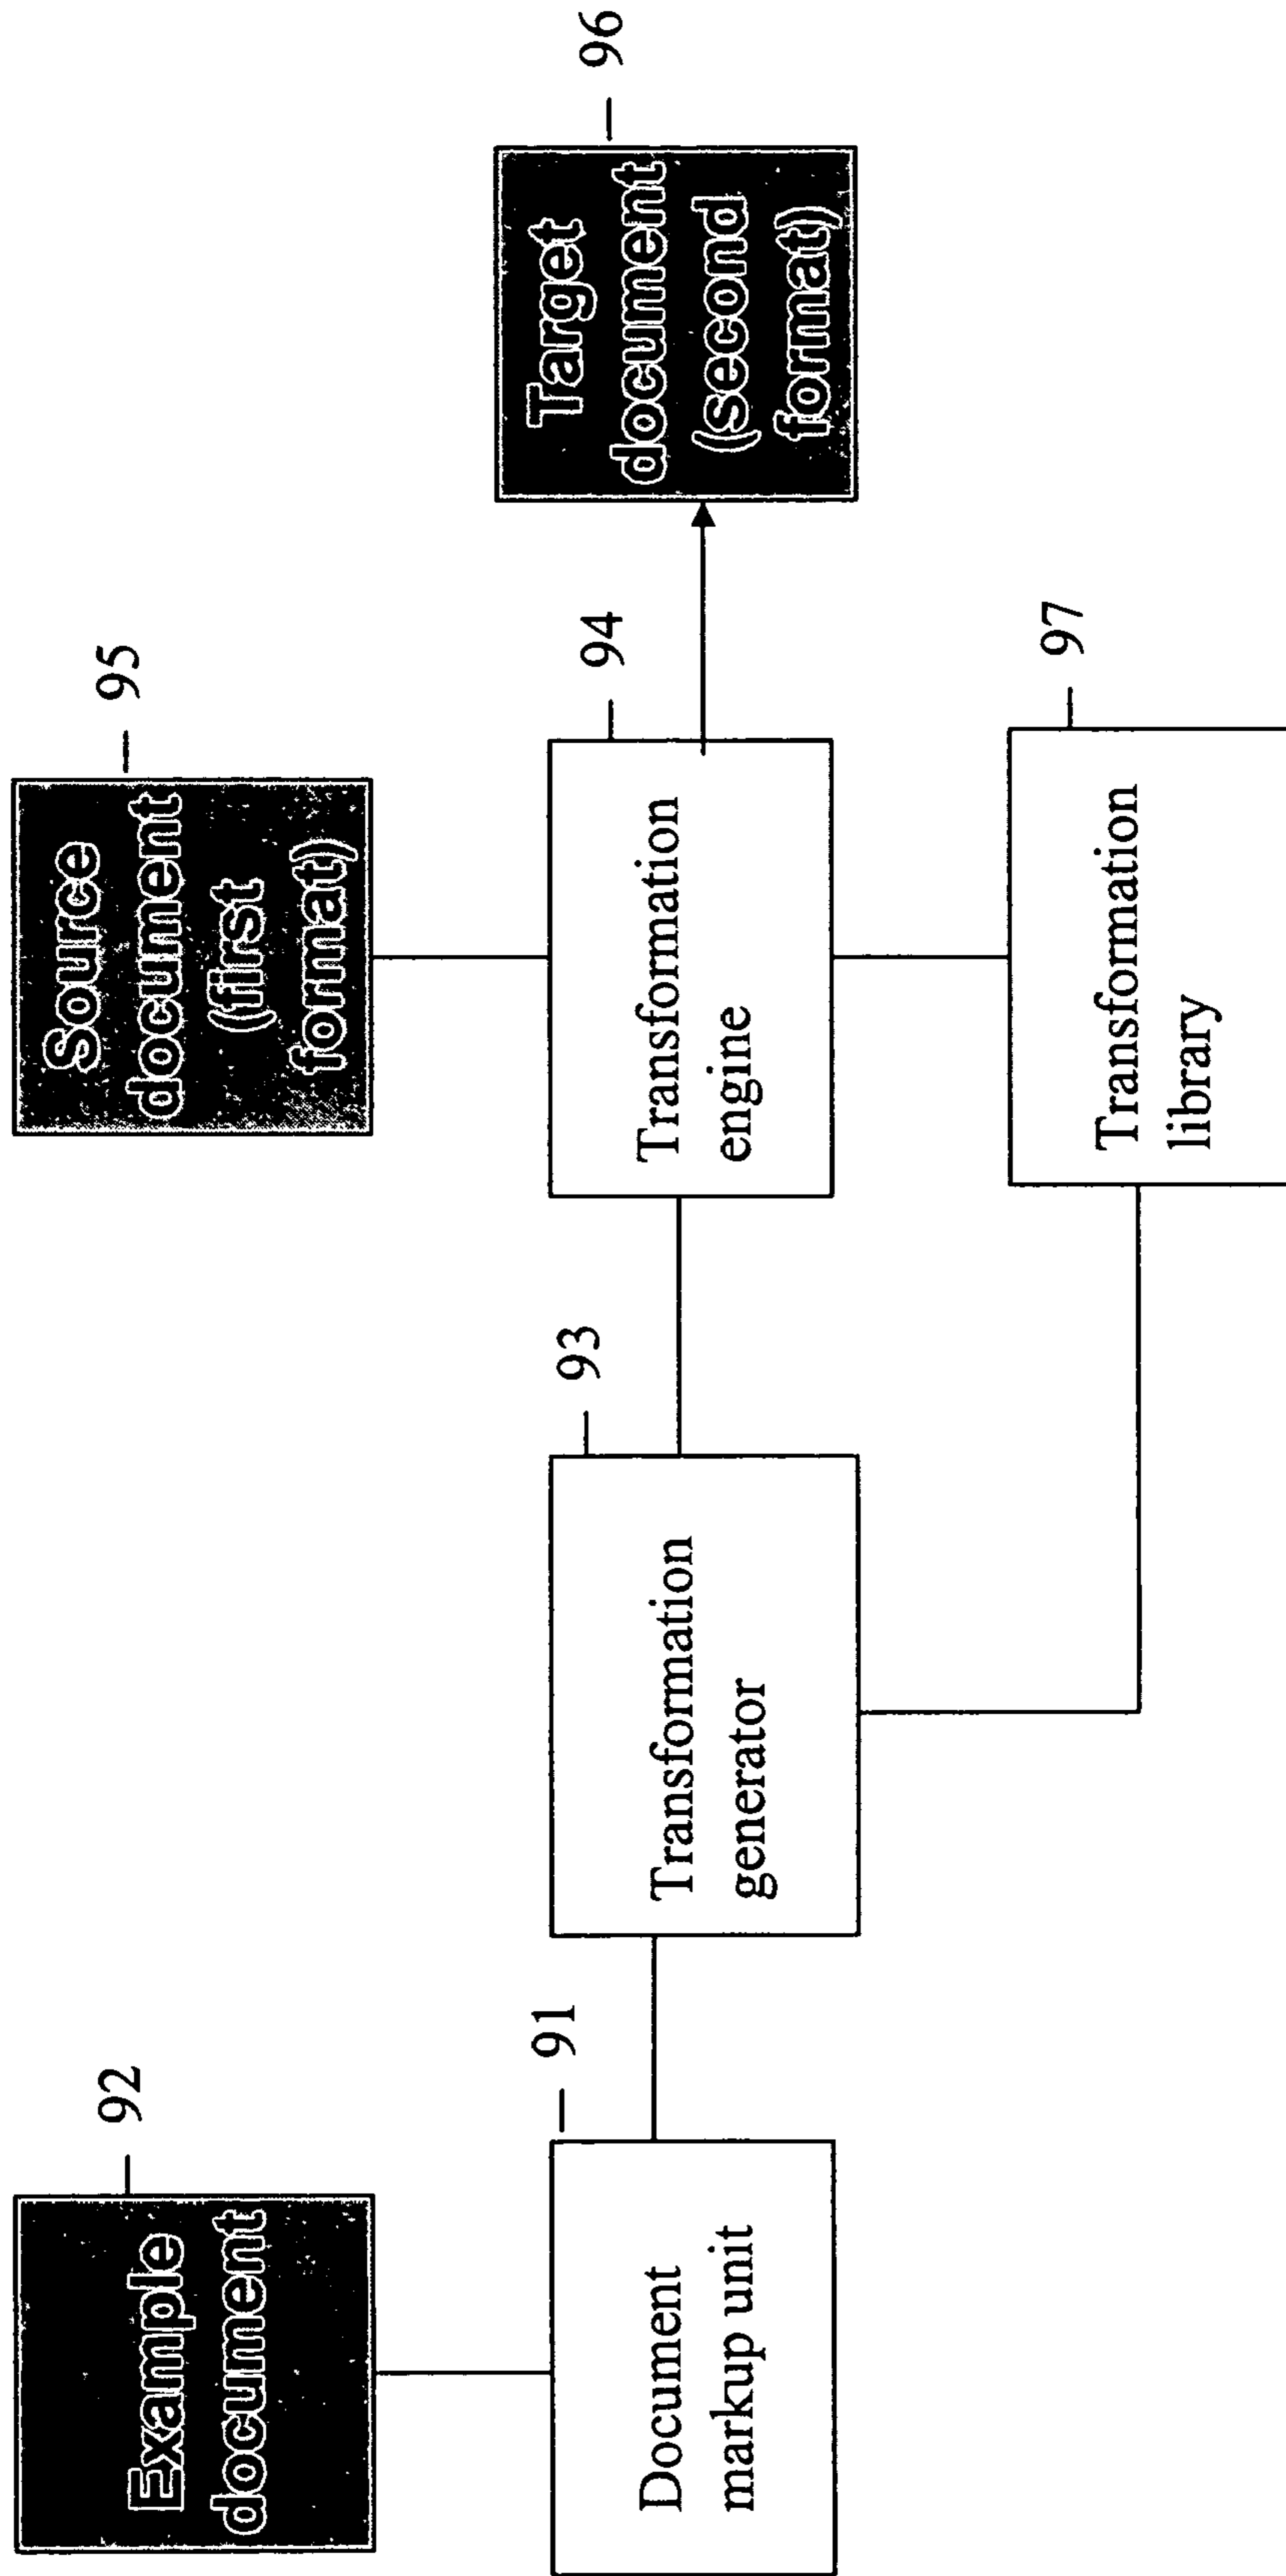 Example
document
92
Source
document
(first
format)
95
Document
markup unit
91
Transformation
generator
93
Transformation
engine
94
Target
document
(second
format)
96
Transformation
library
97